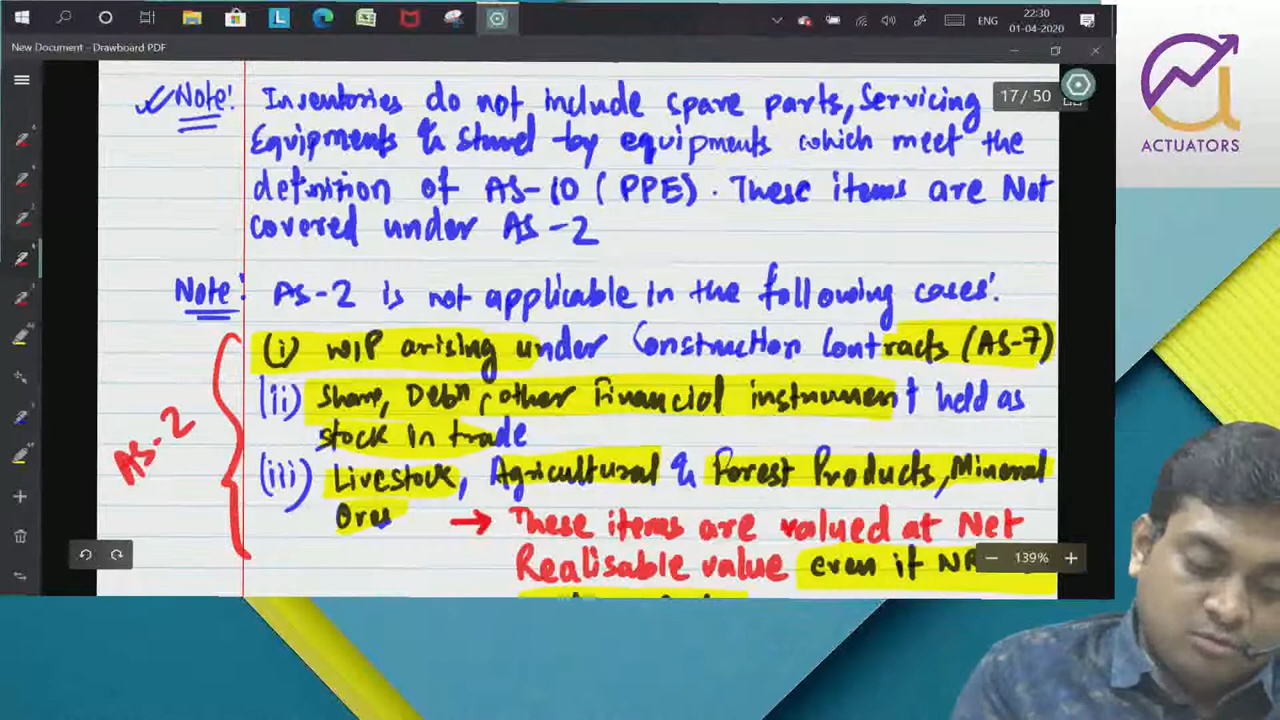 22:30
ENG
01-04-2020
New Document - Drawboard PDF
17 / 50
Note: Inventories do not include spare parts, Servicing
Equipments & stand by equipments which meet the
definition of AS-10 (PPE). These items are Not
covered under AS-2
Note: AS-2 is not applicable in the following cases:
(i) WIP arising under Construction Contracts (AS-7)
(ii) Share, Debn, other Financial instrument held as
stock in trade
(iii) Livestock, Agricultural & Forest Products, Mineral
Ores → These items are valued at Net
Realisable value even if
AS-2
139%
ACTUATORS